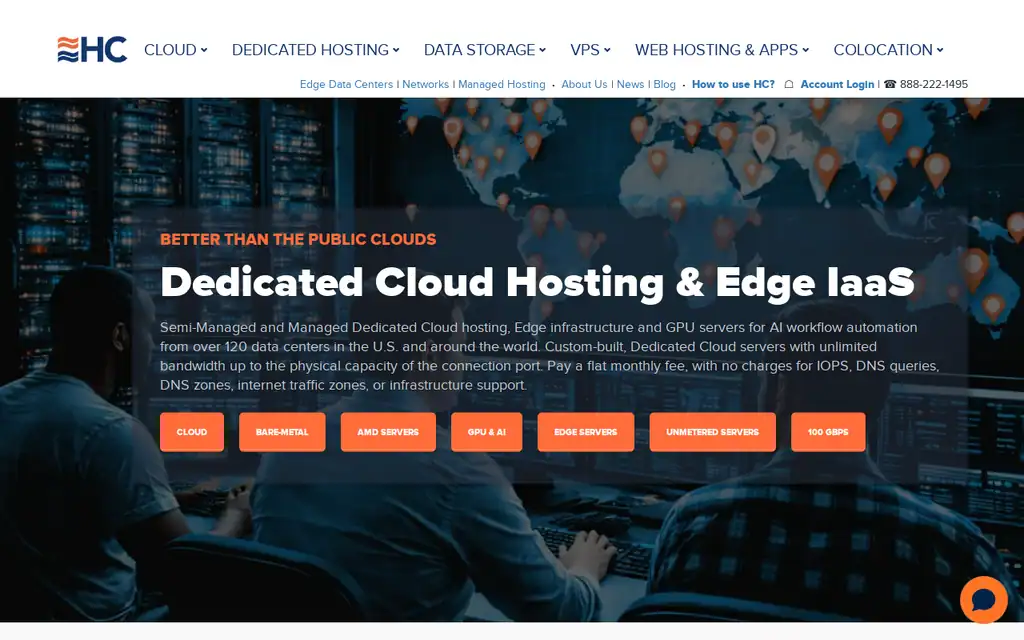 HC
CLOUD
DEDICATED HOSTING
DATA STORAGE
VPS
WEB HOSTING & APPS
COLOCATION
Edge Data Centers | Networks | Managed Hosting • About Us | News | Blog • How to use HC? ☖ Account Login | ☎ 888-222-1495
BETTER THAN THE PUBLIC CLOUDS
Dedicated Cloud Hosting & Edge IaaS
Semi-Managed and Managed Dedicated Cloud hosting, Edge infrastructure and GPU servers for AI workflow automation
from over 120 data centers in the U.S. and around the world. Custom-built, Dedicated Cloud servers with unlimited
bandwidth up to the physical capacity of the connection port. Pay a flat monthly fee, with no charges for IOPS, DNS queries,
DNS zones, internet traffic zones, or infrastructure support.
CLOUD
BARE-METAL
AMD SERVERS
GPU & AI
EDGE SERVERS
UNMETERED SERVERS
100 GBPS